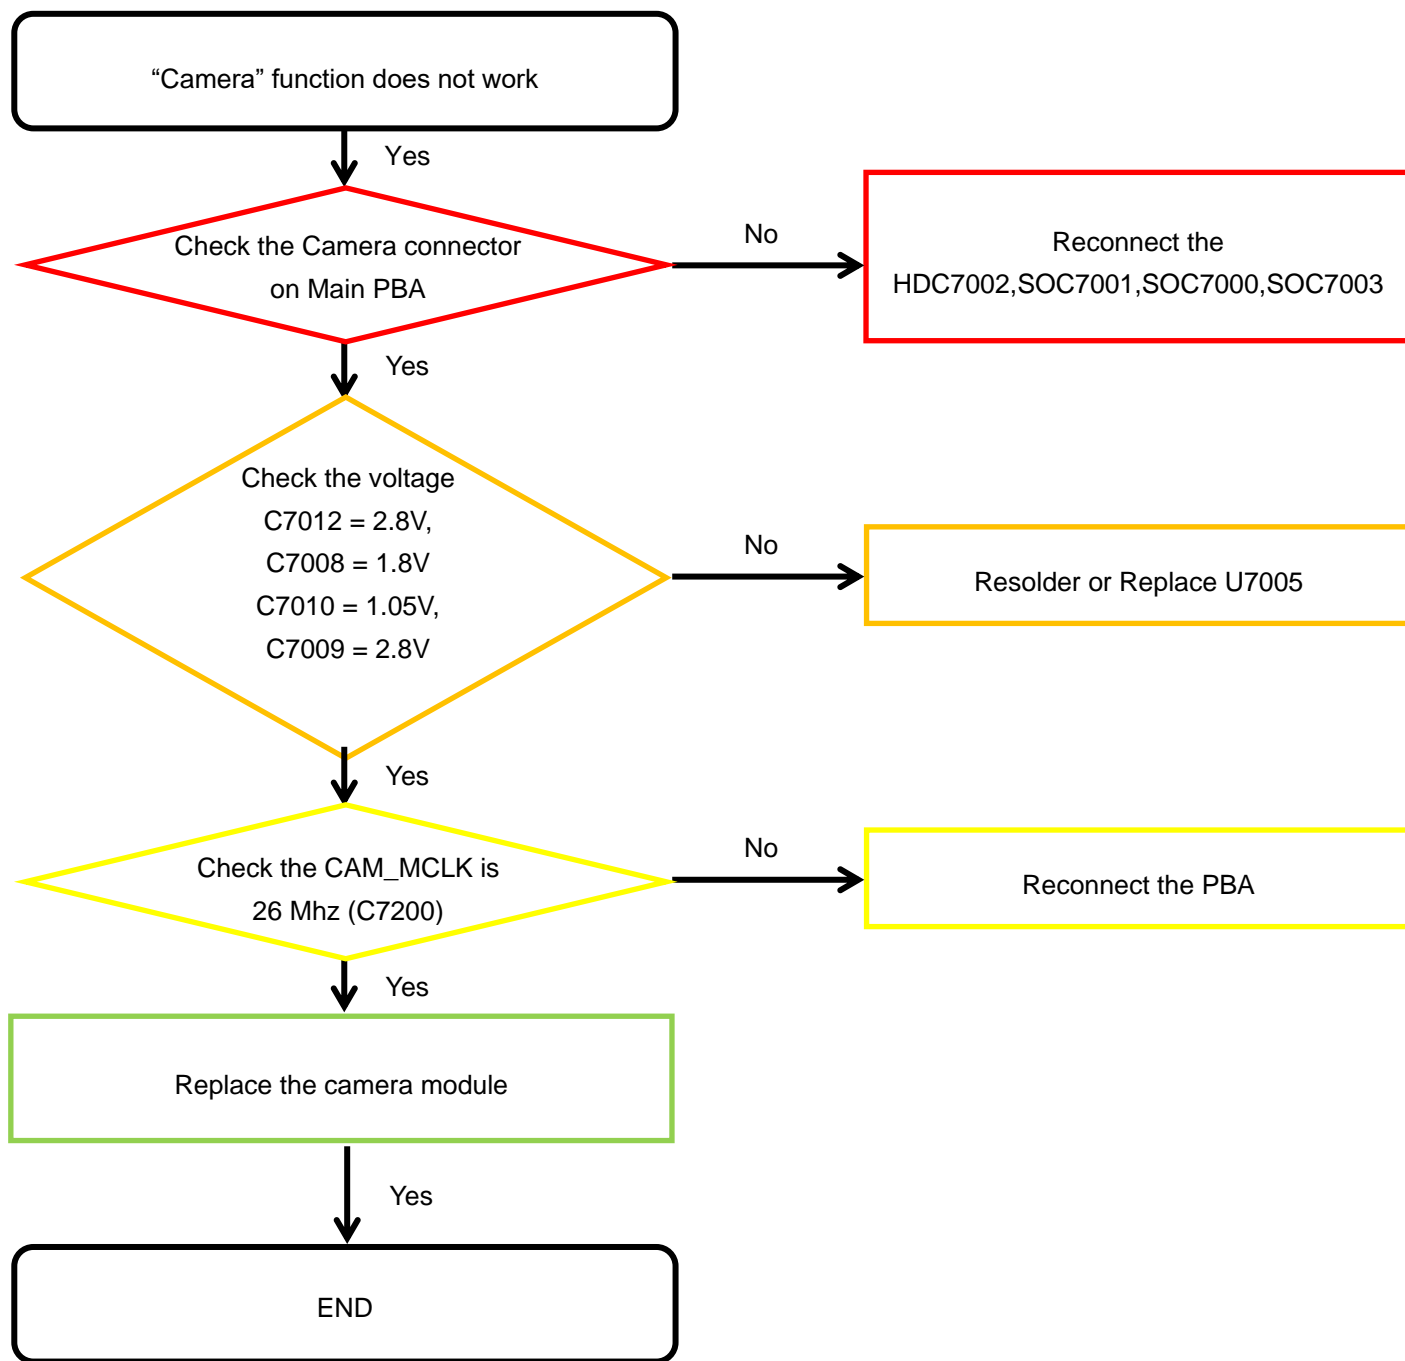 “Camera” function does not work
Yes
Check the Camera connector
on Main PBA
No
Reconnect the
HDC7002,SOC7001,SOC7000,SOC7003
Yes
Check the voltage
C7012 = 2.8V,
C7008 = 1.8V
C7010 = 1.05V,
C7009 = 2.8V
No
Resolder or Replace U7005
Yes
Check the CAM_MCLK is
26 Mhz (C7200)
No
Reconnect the PBA
Yes
Replace the camera module
Yes
END